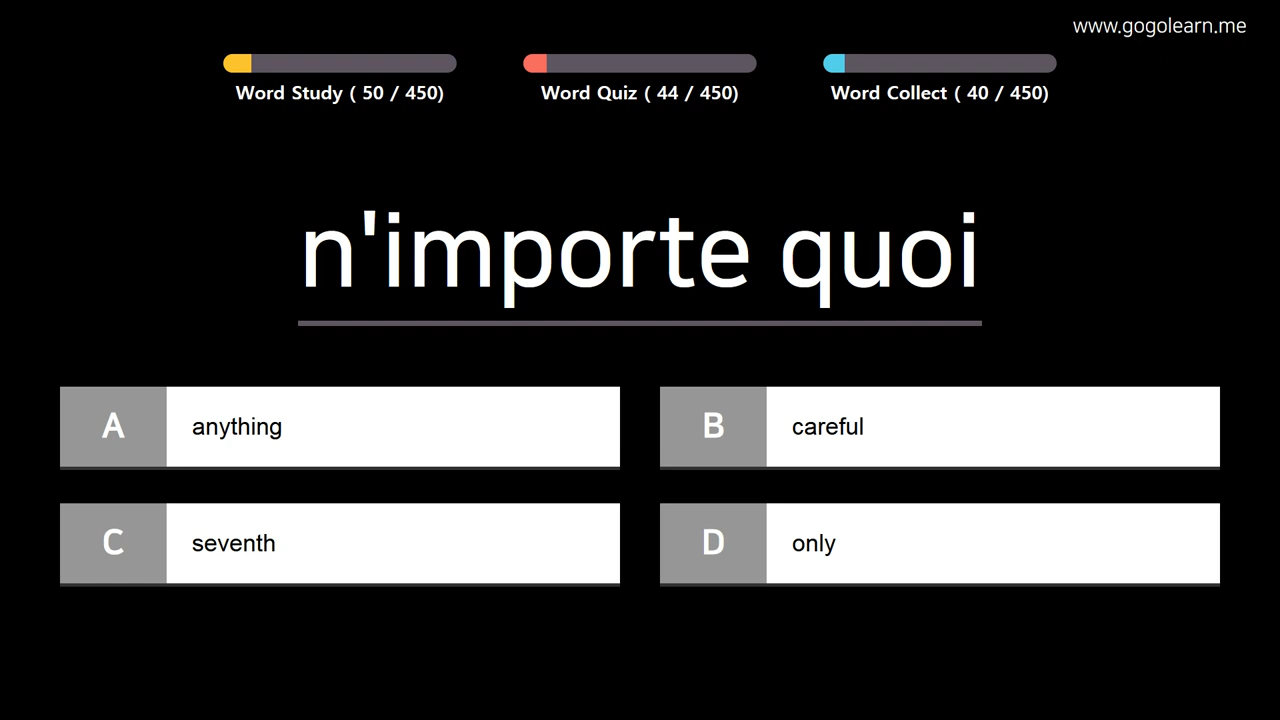 www.gogolearn.me
Word Study ( 50 / 450)
Word Quiz ( 44 / 450)
Word Collect ( 40 / 450)
n'importe quoi
A anything
B careful
C seventh
D only